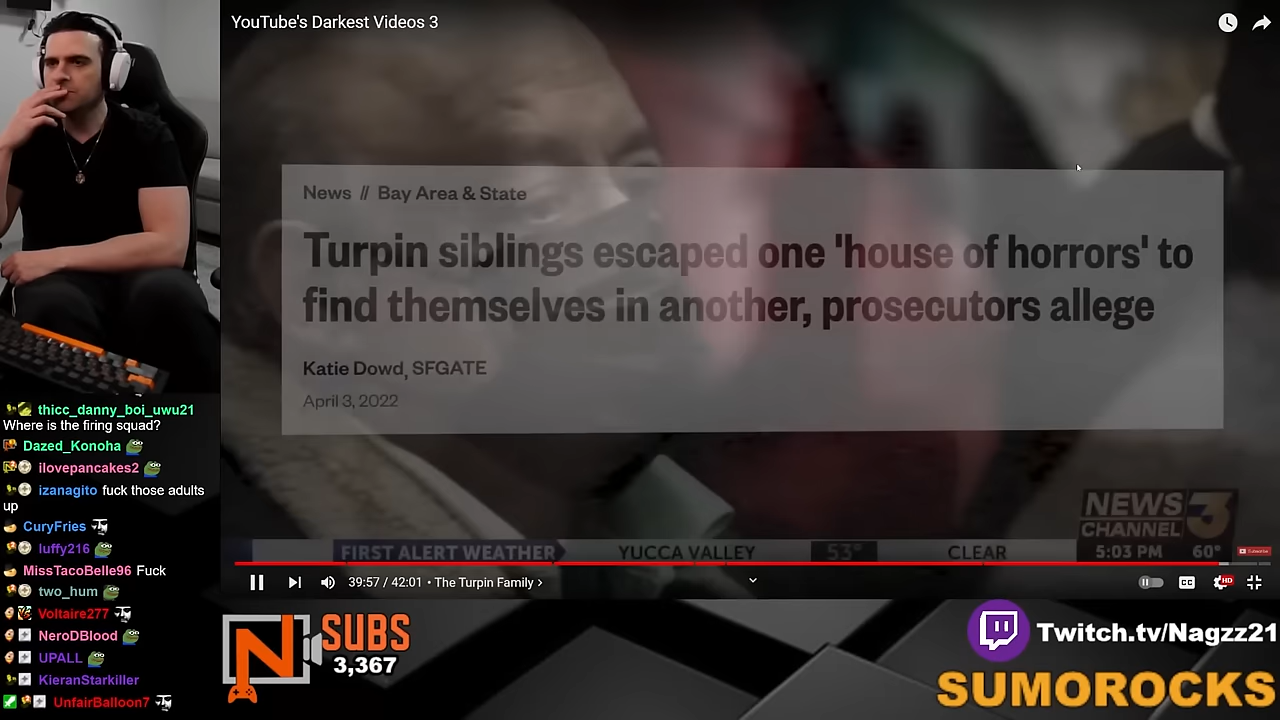 YouTube's Darkest Videos 3
News // Bay Area & State
Turpin siblings escaped one 'house of horrors' to
find themselves in another, prosecutors allege
Katie Dowd, SFGATE
April 3, 2022
NEWS
CHANNEL 3
FIRST ALERT WEATHER
YUCCA VALLEY
53°
CLEAR
5:03 PM 60°
Subscribe
39:57 / 42:01 • The Turpin Family ›
CC
HD
thicc_danny_boi_uwu21
Where is the firing squad?
Dazed_Konoha
ilovepancakes2
izanagito fuck those adults
up
CuryFries
luffy216
MissTacoBelle96 Fuck
two_hum
Voltaire277
NeroDBlood
UPALL
KieranStarkiller
UnfairBalloon7
N SUBS
3,367
Twitch.tv/Nagzz21
SUMOROCKS